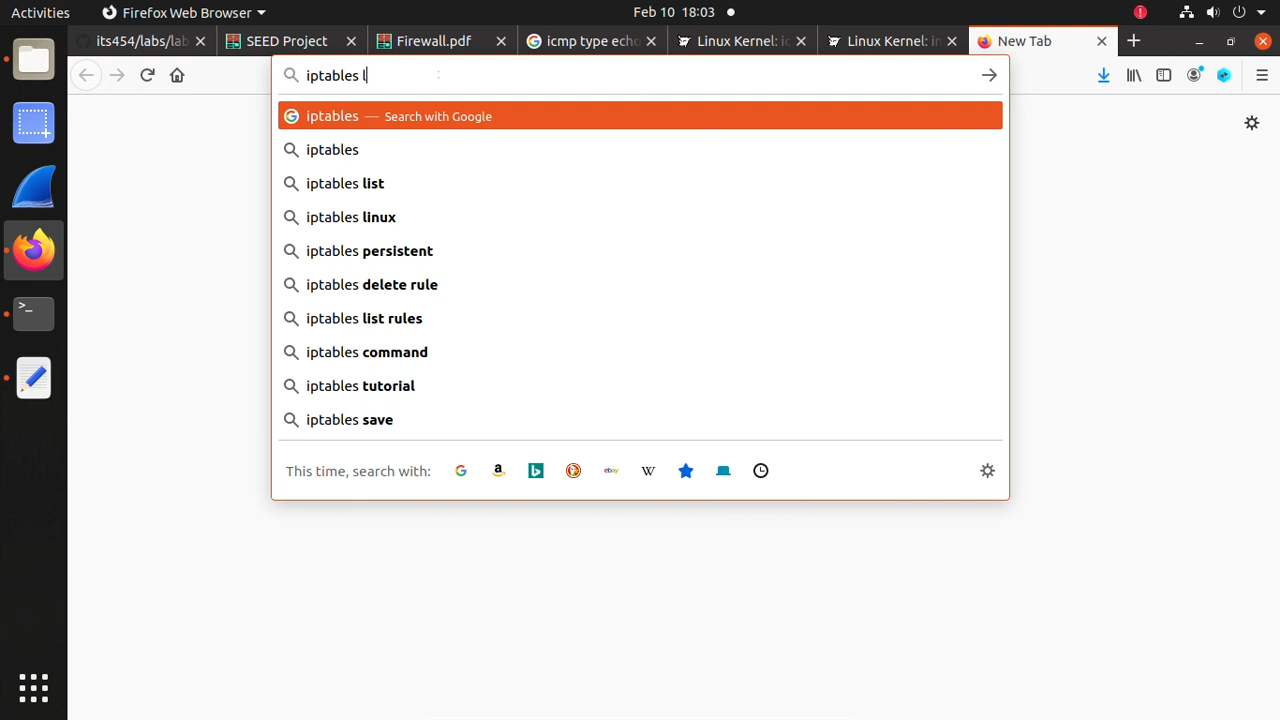 Activities
Firefox Web Browser
Feb 10 18:03
its454/labs/lab
SEED Project
Firewall.pdf
icmp type echo
Linux Kernel: ic
Linux Kernel: in
New Tab
iptables l
iptables — Search with Google
iptables
iptables list
iptables linux
iptables persistent
iptables delete rule
iptables list rules
iptables command
iptables tutorial
iptables save
This time, search with: